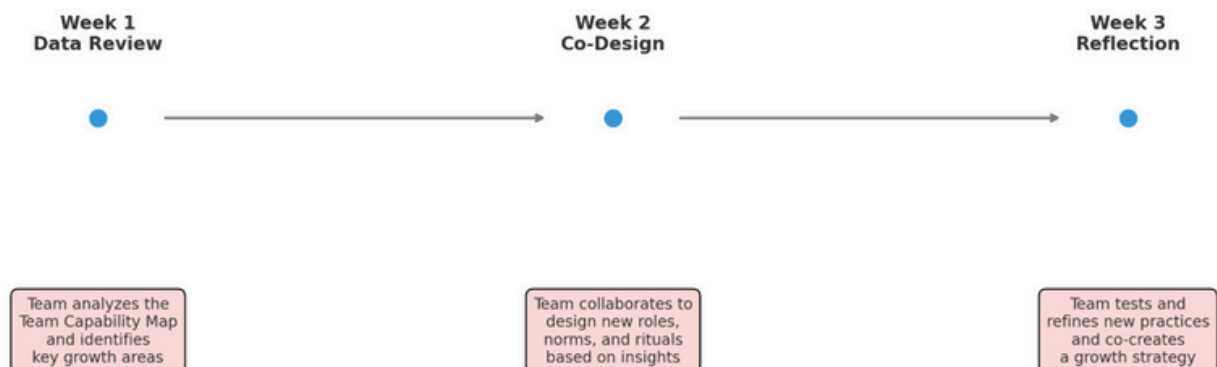 Week 1
Data Review
Week 2
Co-Design
Week 3
Reflection
Team analyzes the
Team Capability Map
and identifies
key growth areas
Team collaborates to
design new roles,
norms, and rituals
based on insights
Team tests and
refines new practices
and co-creates
a growth strategy